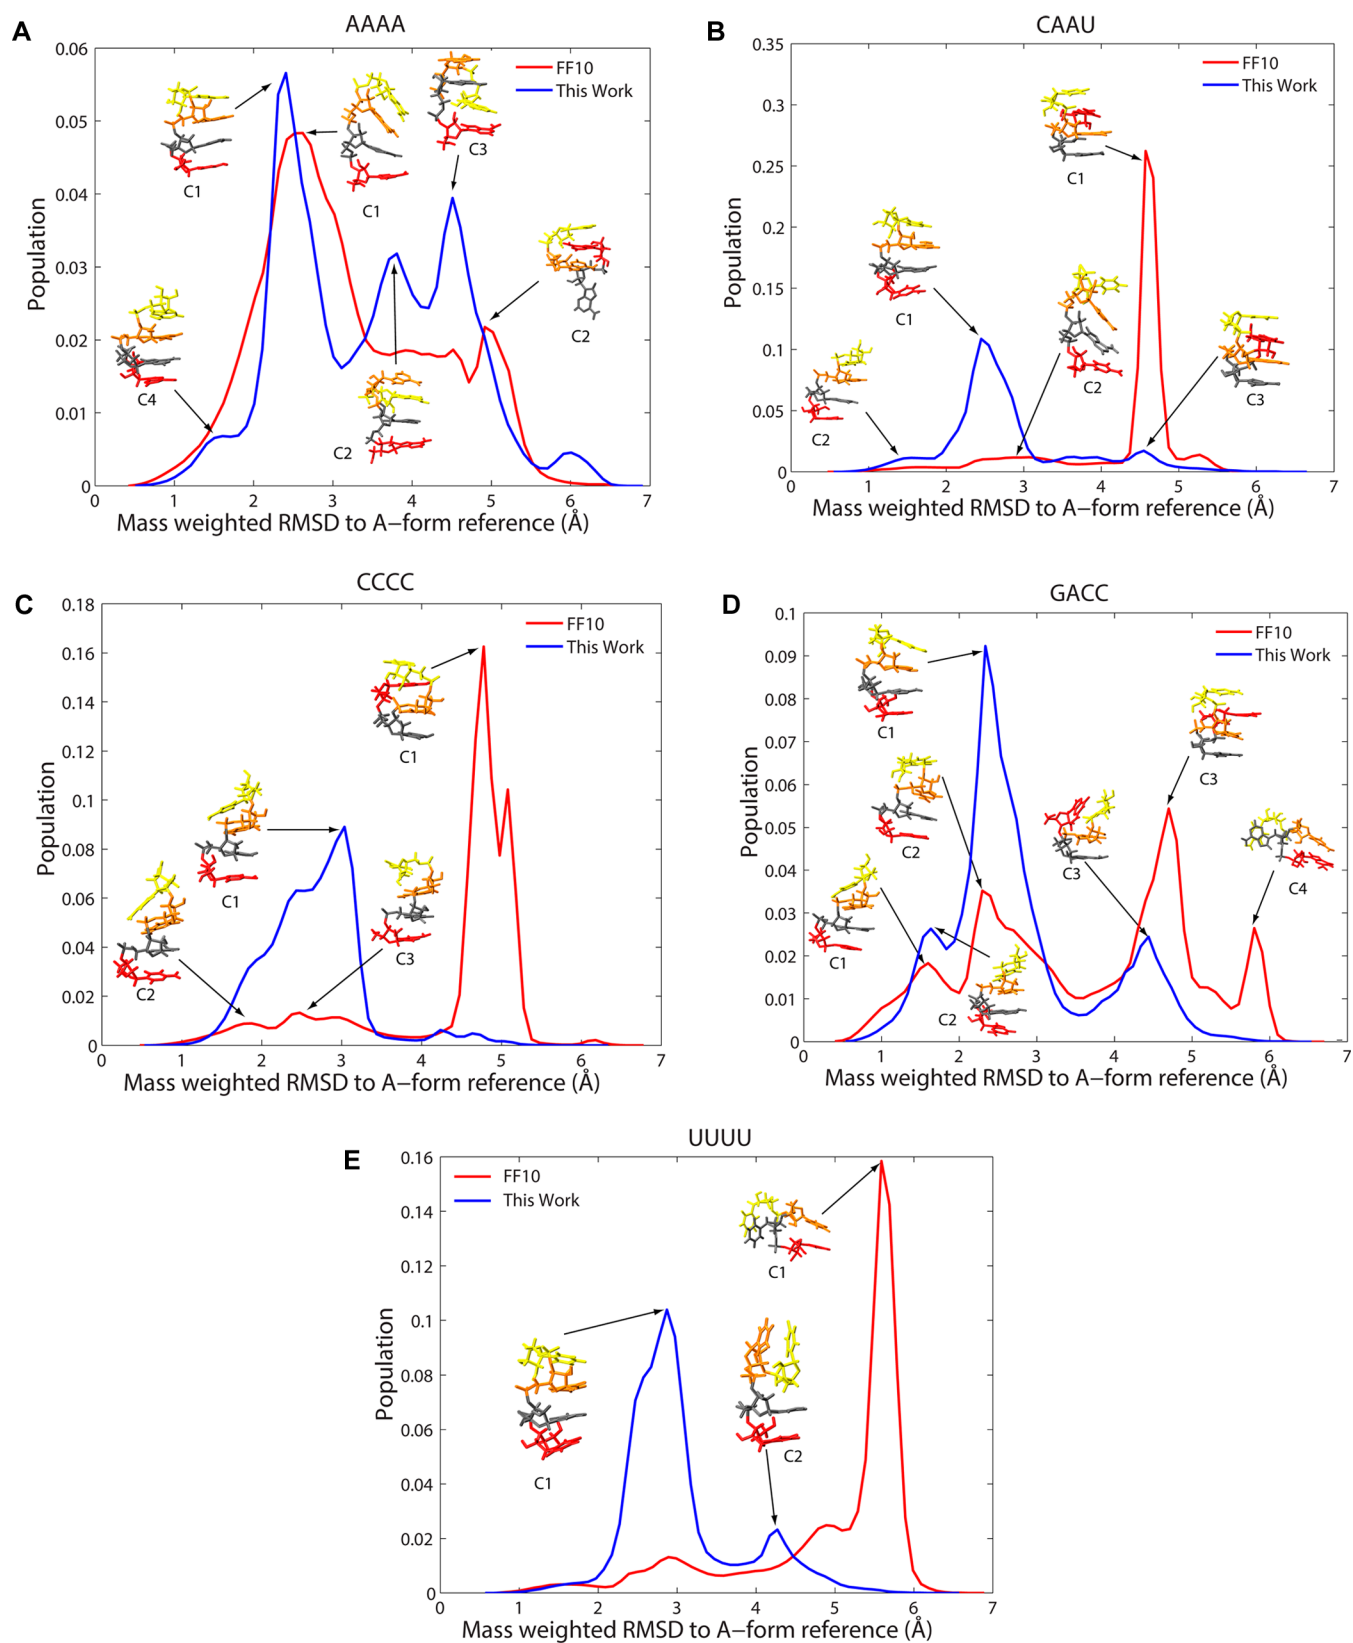 A
AAAA
0.06
0.05
0.04
0.03
0.02
0.01
0
Population
FF10
This Work
C1
C1
C3
C2
C4
C2
0 1 2 3 4 5 6 7
Mass weighted RMSD to A−form reference (Å)
B
CAAU
0.35
0.3
0.25
0.2
0.15
0.1
0.05
0
Population
FF10
This Work
C1
C1
C2
C2
C3
0 1 2 3 4 5 6 7
Mass weighted RMSD to A−form reference (Å)
C
CCCC
0.18
0.16
0.14
0.12
0.1
0.08
0.06
0.04
0.02
0
Population
FF10
This Work
C1
C1
C2
C3
0 1 2 3 4 5 6 7
Mass weighted RMSD to A−form reference (Å)
D
GACC
0.1
0.09
0.08
0.07
0.06
0.05
0.04
0.03
0.02
0.01
0
Population
FF10
This Work
C1
C2
C3
C3
C4
C1
C2
0 1 2 3 4 5 6 7
Mass weighted RMSD to A−form reference (Å)
E
UUUU
0.16
0.14
0.12
0.1
0.08
0.06
0.04
0.02
0
Population
FF10
This Work
C1
C1
C2
0 1 2 3 4 5 6 7
Mass weighted RMSD to A−form reference (Å)